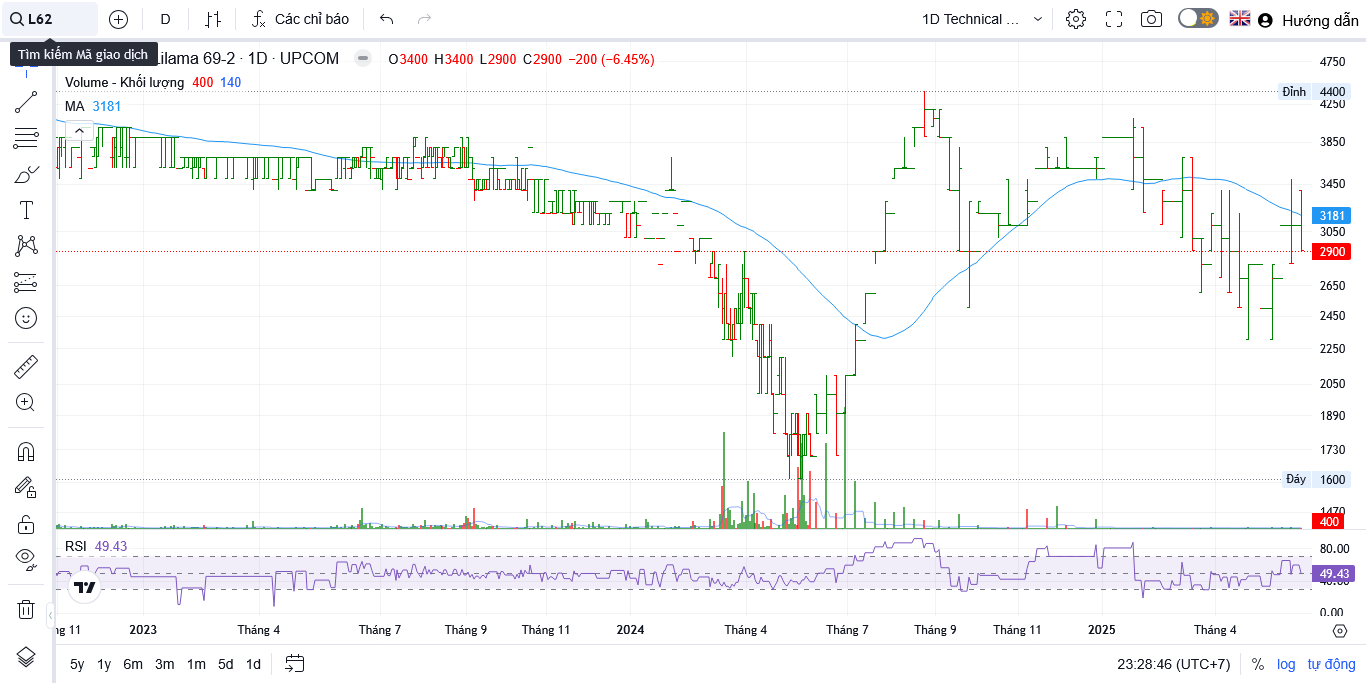 L62
D
Các chỉ báo
1D Technical ...
Hướng dẫn
Tìm kiếm Mã giao dịch
Lilama 69-2 · 1D · UPCOM
O3400 H3400 L2900 C2900 −200 (−6.45%)
Volume - Khối lượng 400 140
MA 3181
4750
Đỉnh 4400
4250
3850
3450
3181
3050
2900
2650
2450
2250
2050
1890
1730
Đáy 1600
1470
400
RSI 49.43
80.00
49.43
40.00
0.00
ng 11 2023 Tháng 4 Tháng 7 Tháng 9 Tháng 11 2024 Tháng 4 Tháng 7 Tháng 9 Tháng 11 2025 Tháng 4
5y 1y 6m 3m 1m 5d 1d
23:28:46 (UTC+7) % log tự động